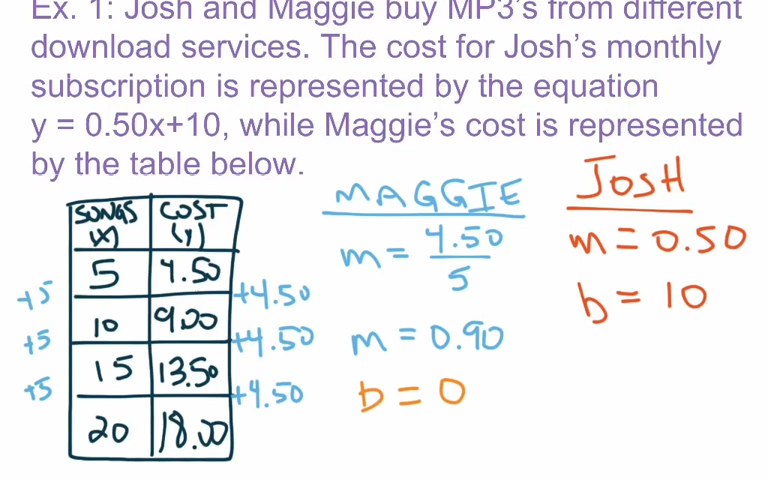 Ex. 1: Josh and Maggie buy MP3's from different
download services. The cost for Josh's monthly
subscription is represented by the equation
y = 0.50x+10, while Maggie's cost is represented
by the table below.
MAGGIE
JOSH
SONGS (x) COST (y)
5 4.50
10 9.00
15 13.50
20 18.00
+5 +4.50
+5 +4.50
+5 +4.50
m = 4.50/5
m = 0.90
b = 0
m = 0.50
b = 10